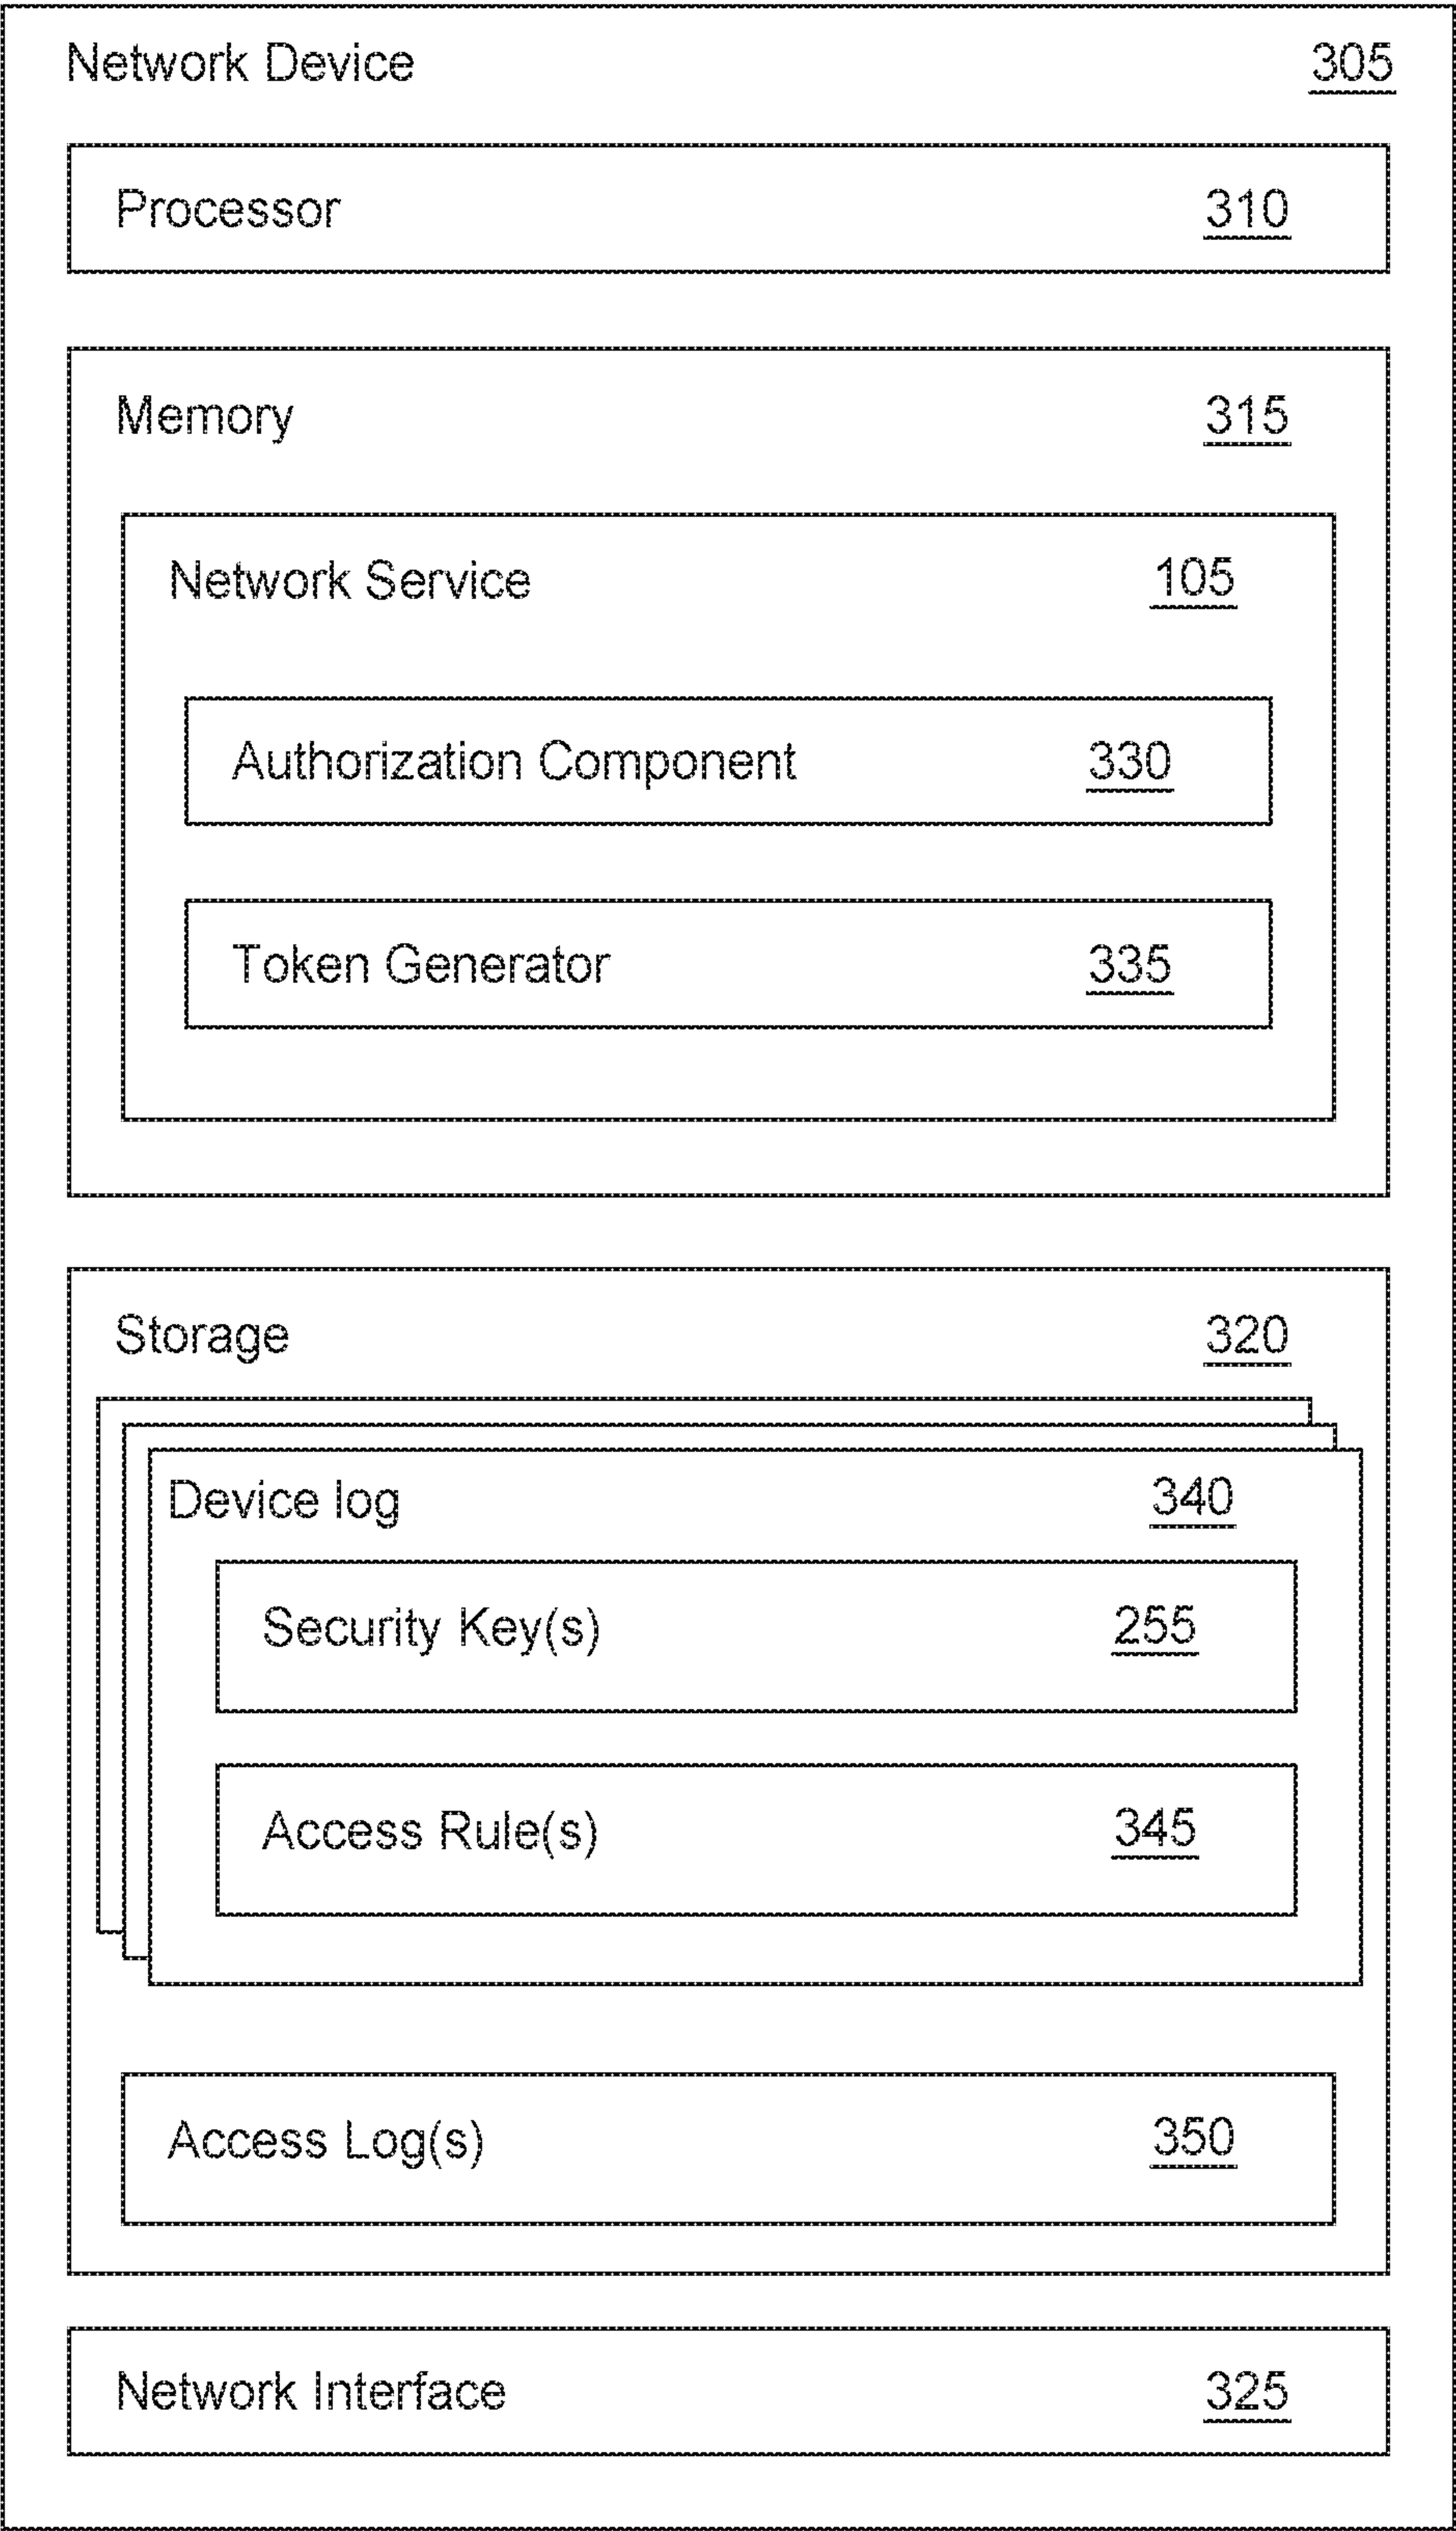 Network Device 305
Processor 310
Memory 315
Network Service 105
Authorization Component 330
Token Generator 335
Storage 320
Device log 340
Security Key(s) 255
Access Rule(s) 345
Access Log(s) 350
Network Interface 325